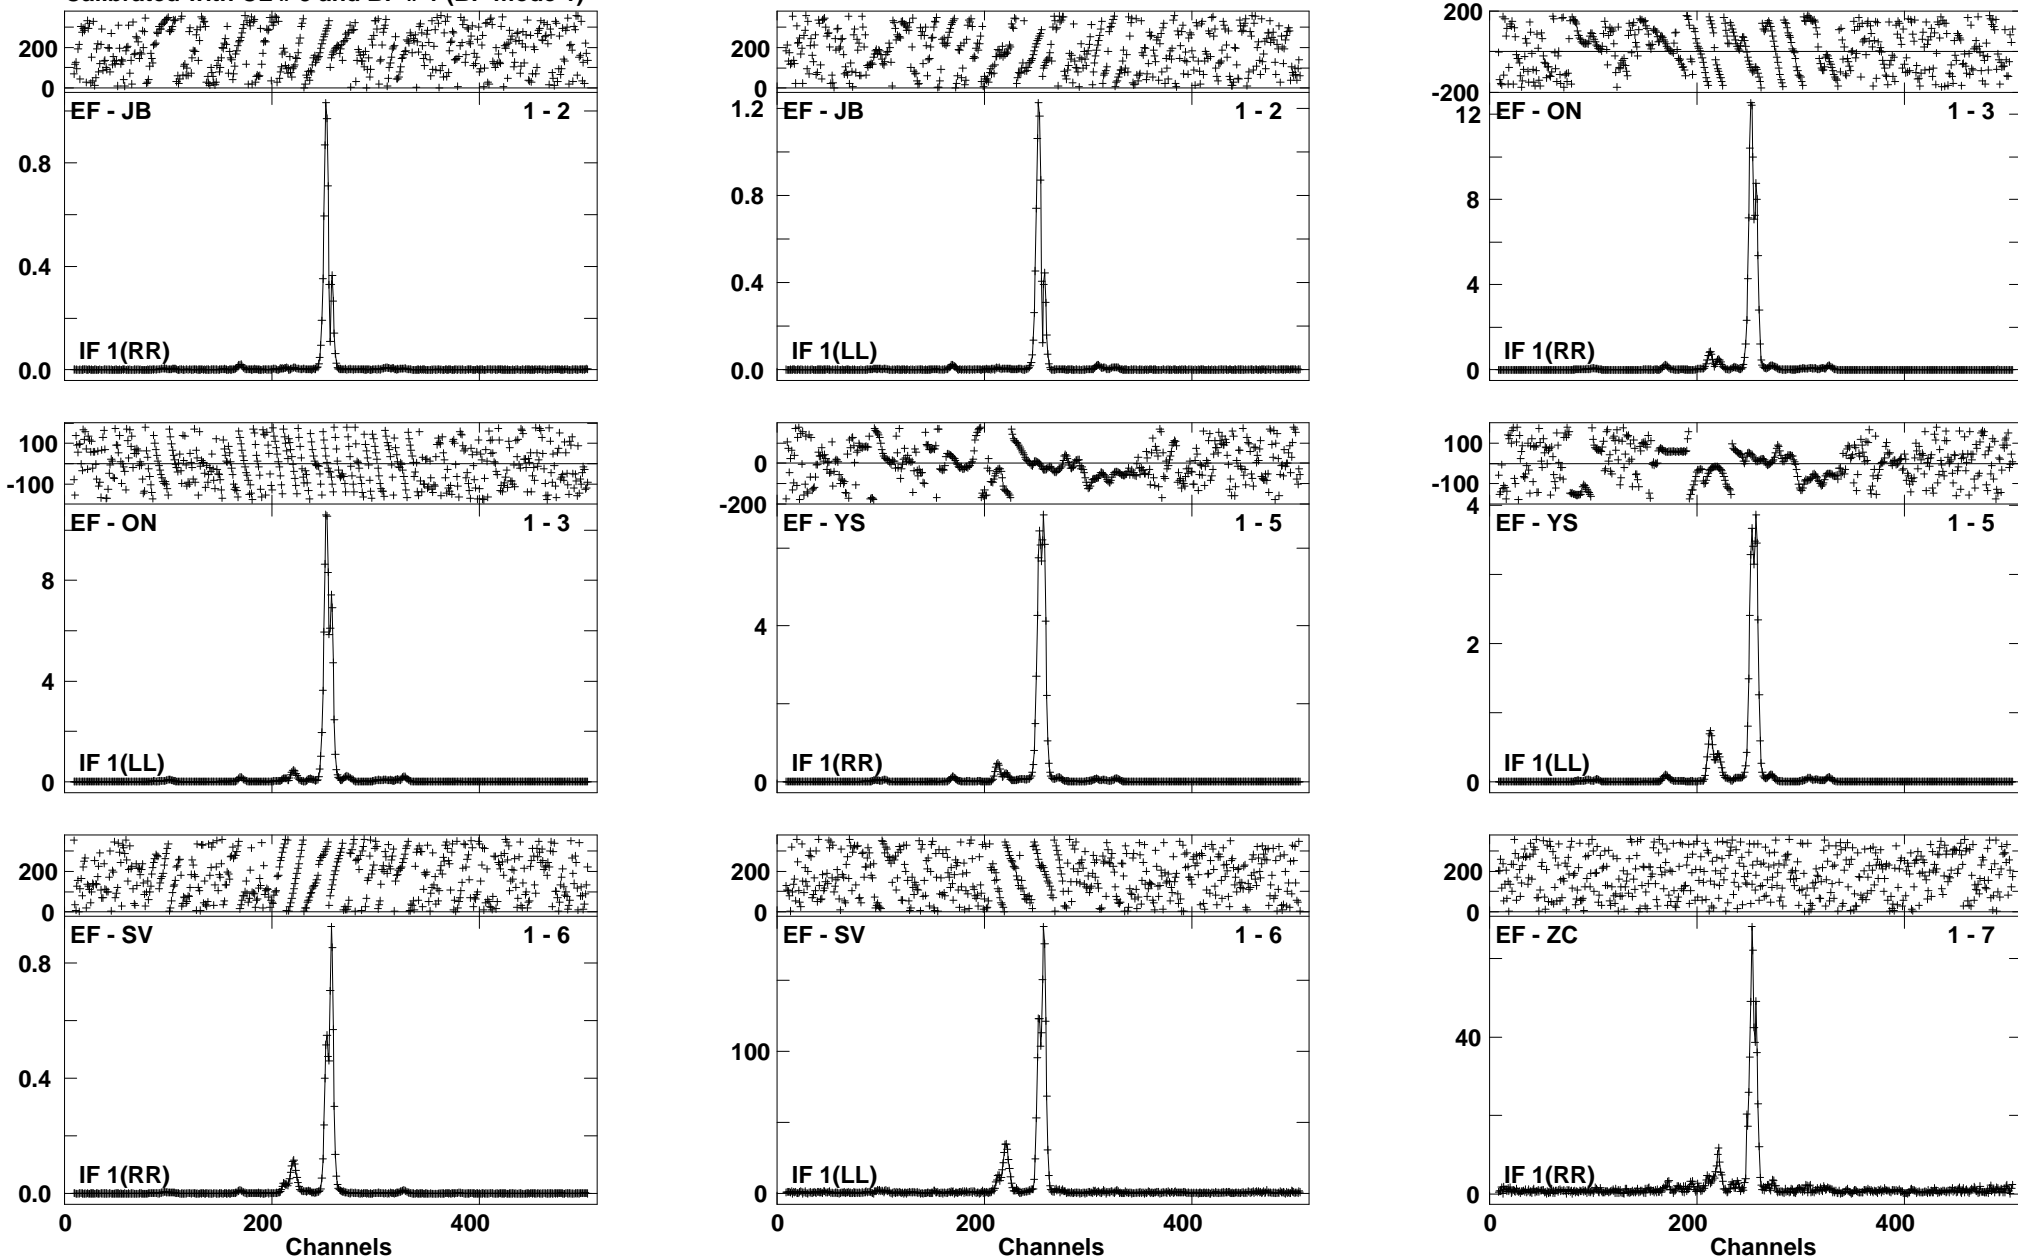 200
0
EF - JB 1 - 2
0.8
0.4
0.0
IF 1(RR)
200
0
EF - JB 1 - 2
1.2
0.8
0.4
0.0
IF 1(LL)
200
-200
EF - ON 1 - 3
12
8
4
0
IF 1(RR)
100
-100
EF - ON 1 - 3
8
4
0
IF 1(LL)
0
-200
EF - YS 1 - 5
4
0
IF 1(RR)
100
-100
EF - YS 1 - 5
4
2
0
IF 1(LL)
200
0
EF - SV 1 - 6
0.8
0.4
0.0
IF 1(RR)
0 200 400
Channels
200
0
EF - SV 1 - 6
100
0
IF 1(LL)
0 200 400
Channels
200
0
EF - ZC 1 - 7
40
0
IF 1(RR)
0 200 400
Channels